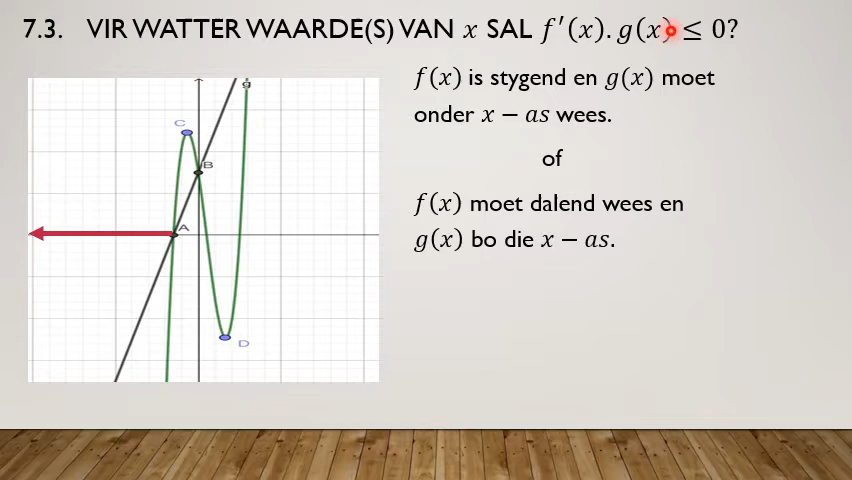 7.3. VIR WATTER WAARDE(S) VAN x SAL f′(x). g(x) ≤ 0?
f(x) is stygend en g(x) moet
onder x − as wees.
of
f(x) moet dalend wees en
g(x) bo die x − as.
g
C
B
A
D